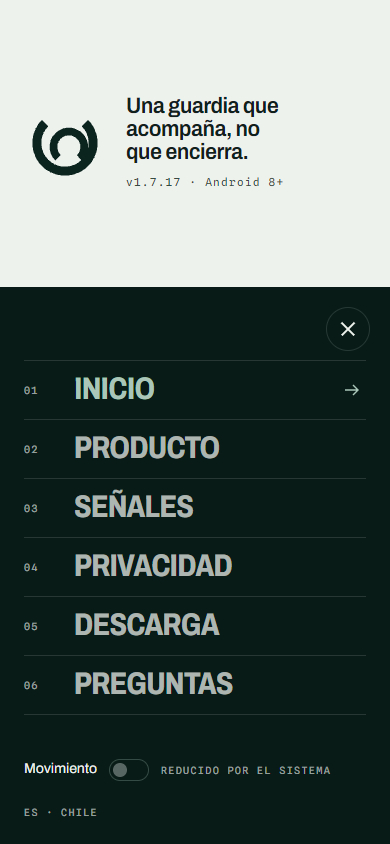 Una guardia que
acompaña, no
que encierra.
v1.7.17 · Android 8+
01 INICIO →
02 PRODUCTO
03 SEÑALES
04 PRIVACIDAD
05 DESCARGA
06 PREGUNTAS
Movimiento REDUCIDO POR EL SISTEMA
ES · CHILE